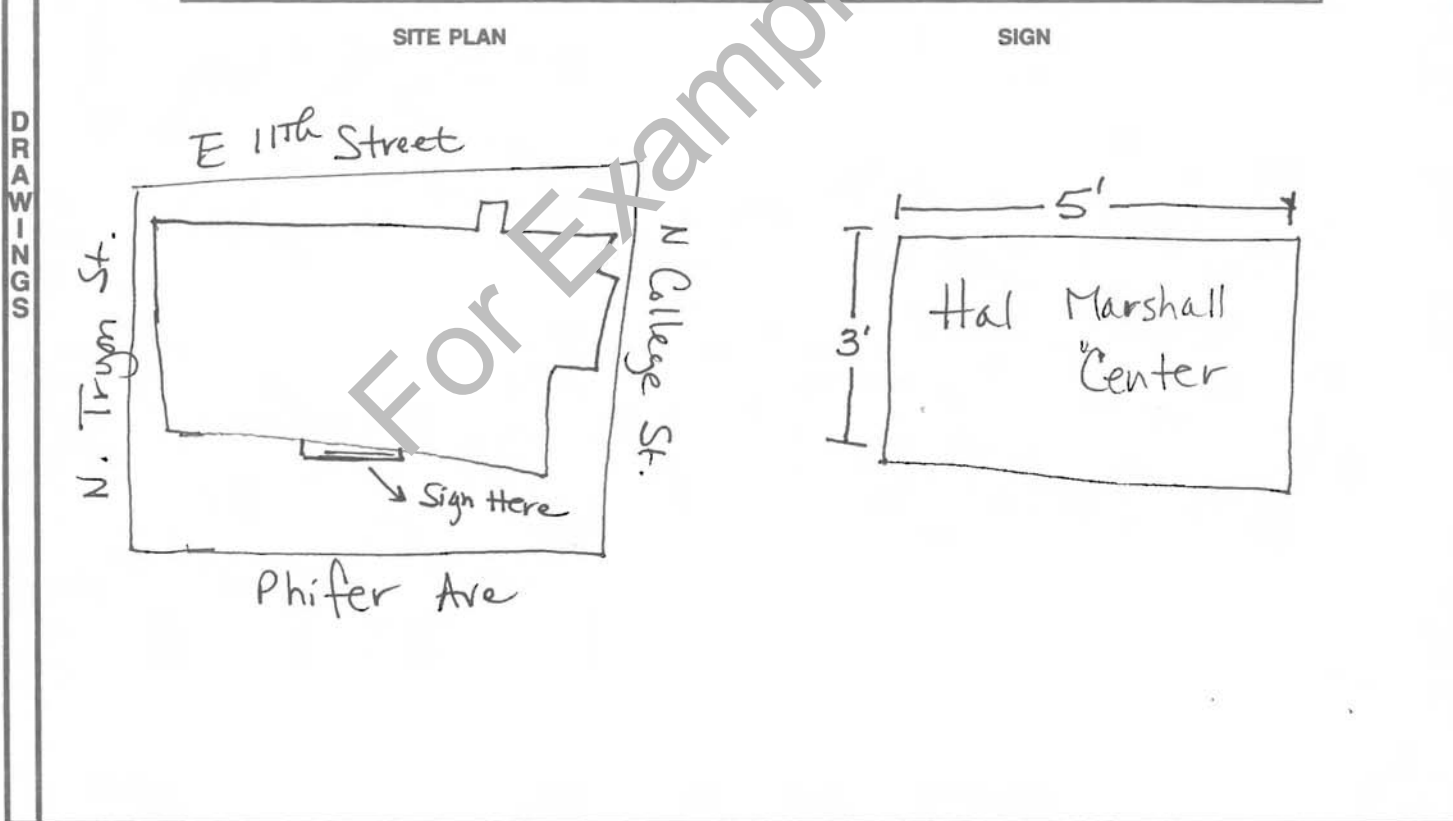 SITE PLAN
SIGN
DRAWINGS
E 11Th Street
N. Tryon St.
N College St.
Sign Here
Phifer Ave
5'
3'
Hal Marshall
"Center
For Exampl